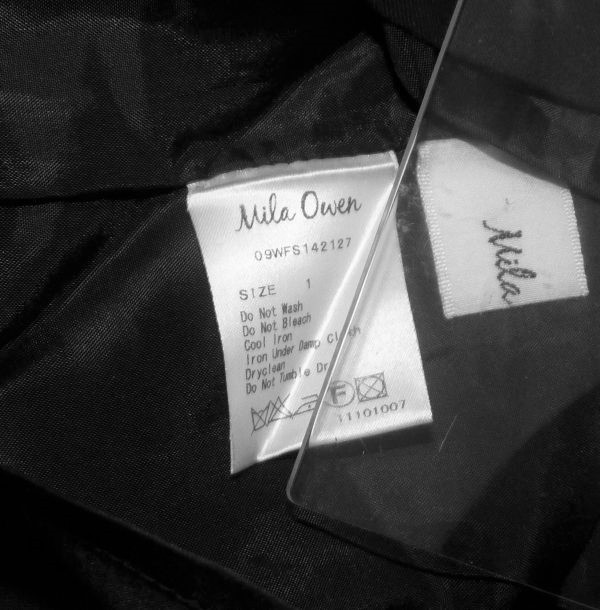 Mila Owen
09WFS142127
SIZE 1
Do Not Wash
Do Not Bleach
Cool Iron
Iron Under Damp Cloth
Dryclean
Do Not Tumble Dry
F
11101007
Mila